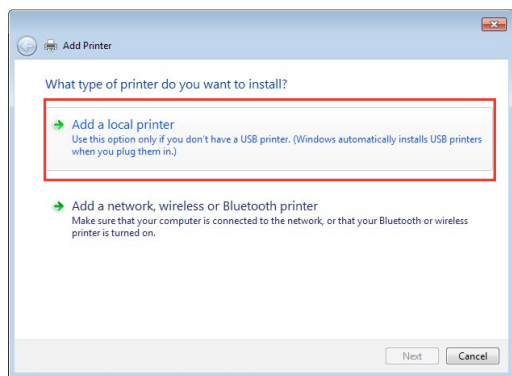 Add Printer
What type of printer do you want to install?
Add a local printer
Use this option only if you don't have a USB printer. (Windows automatically installs USB printers
when you plug them in.)
Add a network, wireless or Bluetooth printer
Make sure that your computer is connected to the network, or that your Bluetooth or wireless
printer is turned on.
Next Cancel